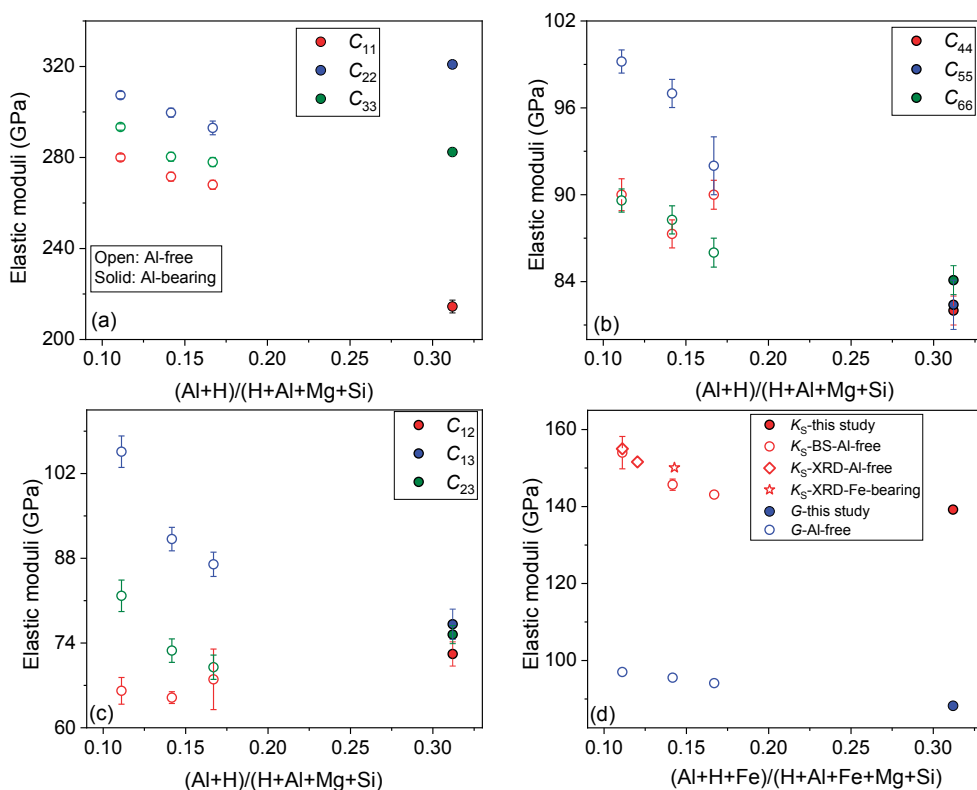 C11
C22
C33
Open: Al-free
Solid: Al-bearing
(a)
320
280
240
200
Elastic moduli (GPa)
0.10 0.15 0.20 0.25 0.30
(Al+H)/(H+Al+Mg+Si)
C44
C55
C66
(b)
102
96
90
84
Elastic moduli (GPa)
0.10 0.15 0.20 0.25 0.30
(Al+H)/(H+Al+Mg+Si)
C12
C13
C23
(c)
102
88
74
60
Elastic moduli (GPa)
0.10 0.15 0.20 0.25 0.30
(Al+H)/(H+Al+Mg+Si)
KS-this study
KS-BS-Al-free
KS-XRD-Al-free
KS-XRD-Fe-bearing
G-this study
G-Al-free
(d)
160
140
120
100
Elastic moduli (GPa)
0.10 0.15 0.20 0.25 0.30
(Al+H+Fe)/(H+Al+Fe+Mg+Si)